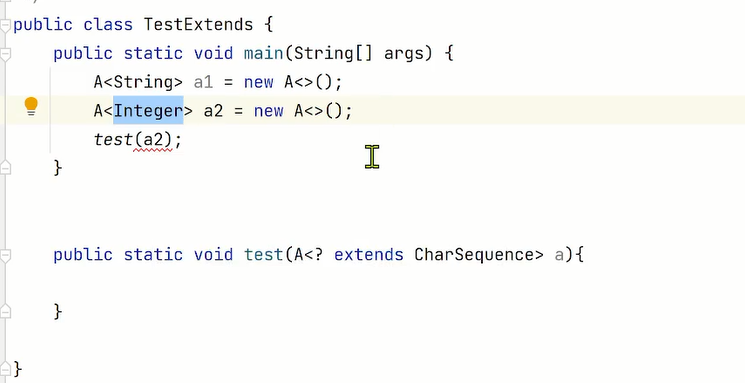 public class TestExtends {
    public static void main(String[] args) {
        A<String> a1 = new A<>();
        A<Integer> a2 = new A<>();
        test(a2);
    }
    public static void test(A<? extends CharSequence> a){
    }
}